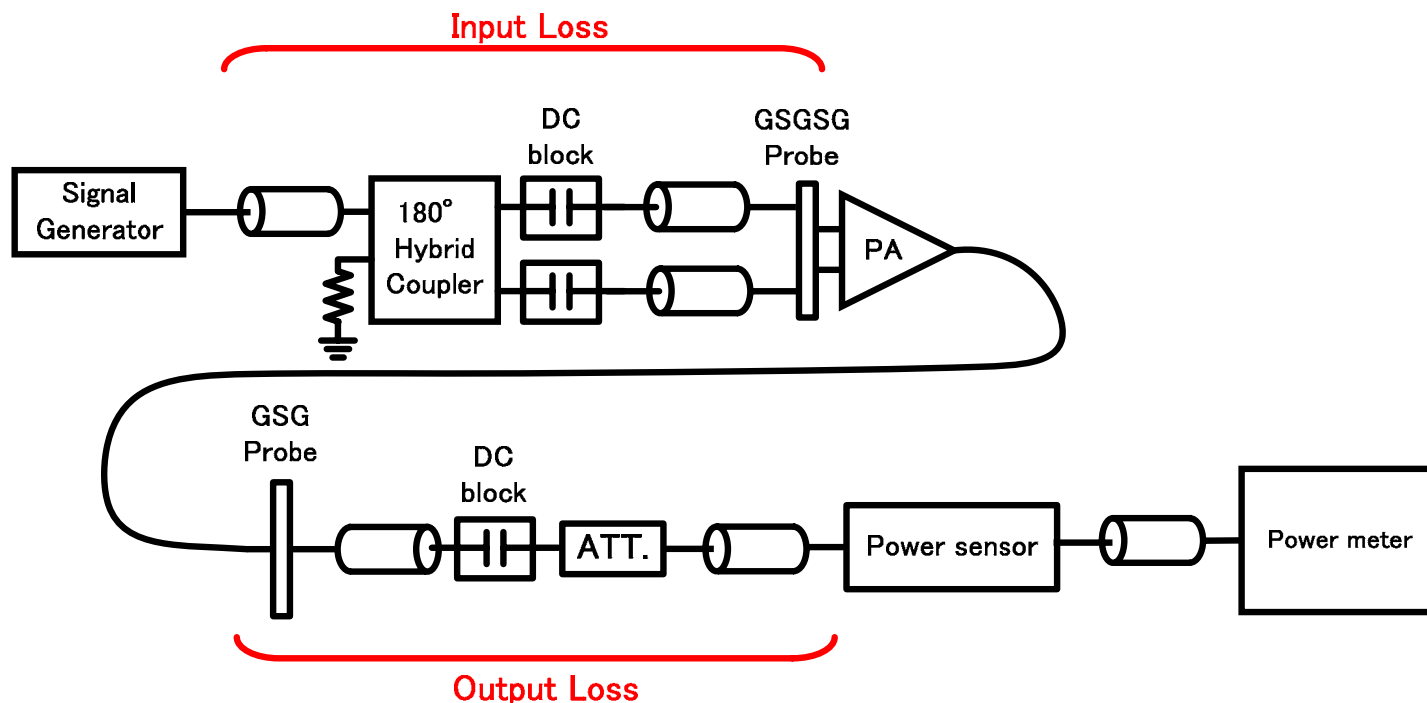 Input Loss
DC
block
GSGSG
Probe
Signal
Generator
180°
Hybrid
Coupler
PA
GSG
Probe
DC
block
ATT.
Power sensor
Power meter
Output Loss